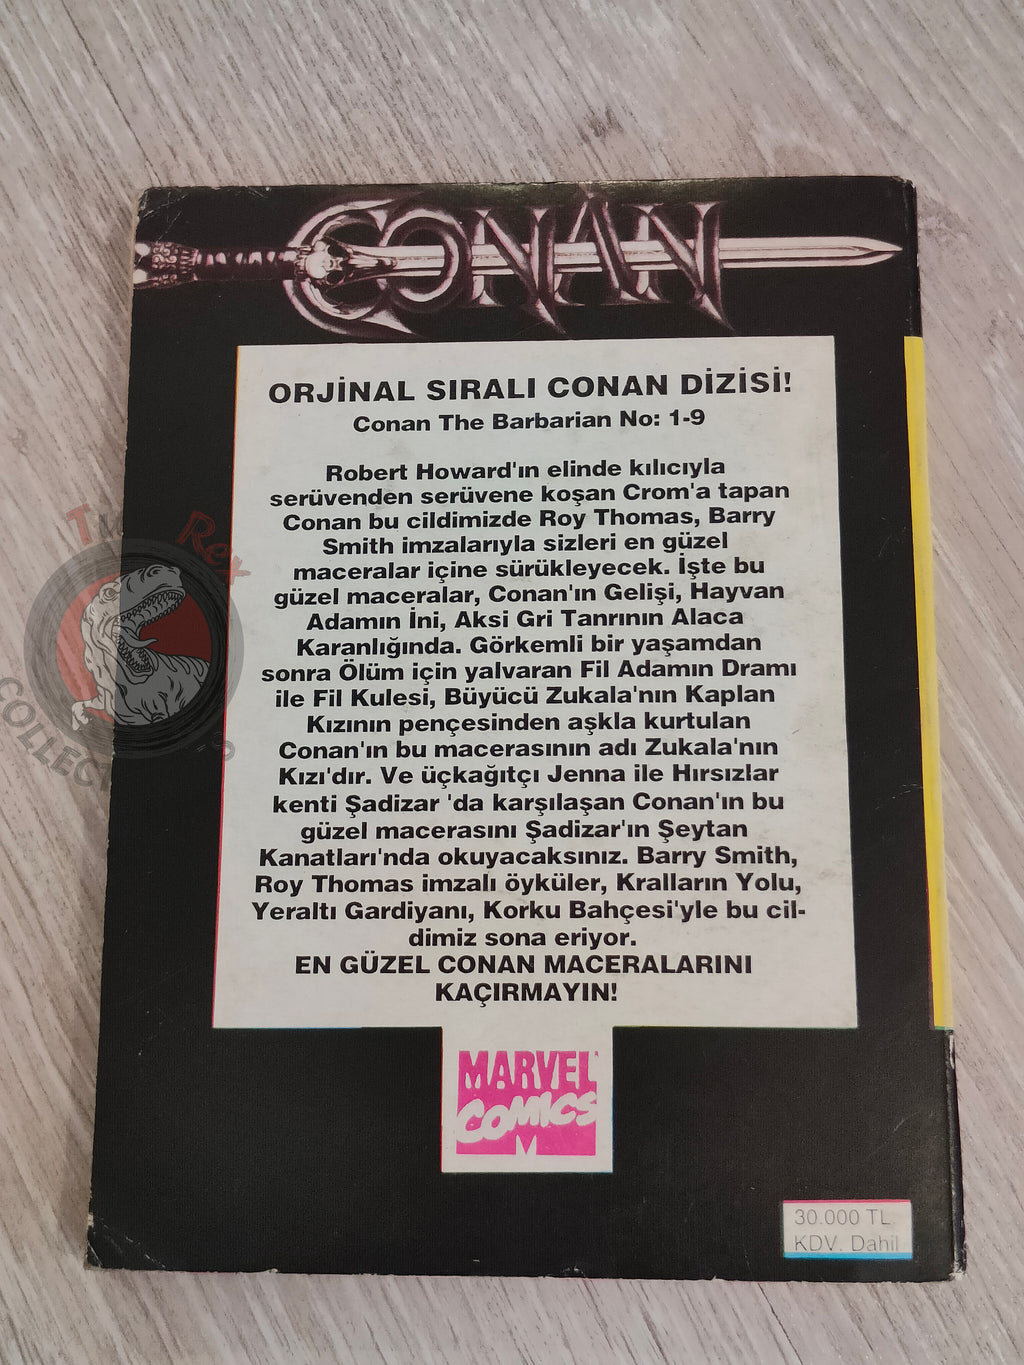 CONAN
ORJİNAL SIRALI CONAN DİZİSİ!
Conan The Barbarian No: 1-9
Robert Howard'ın elinde kılıcıyla
serüvenden serüvene koşan Crom'a tapan
Conan bu cildimizde Roy Thomas, Barry
Smith imzalarıyla sizleri en güzel
maceralar içine sürükleyecek. İşte bu
güzel maceralar, Conan'ın Gelişi, Hayvan
Adamın İni, Aksi Gri Tanrının Alaca
Karanlığında. Görkemli bir yaşamdan
sonra Ölüm için yalvaran Fil Adamın Dramı
ile Fil Kulesi, Büyücü Zukala'nın Kaplan
Kızının pençesinden aşkla kurtulan
Conan'ın bu macerasının adı Zukala'nın
Kızı'dır. Ve üçkağıtçı Jenna ile Hırsızlar
kenti Şadizar 'da karşılaşan Conan'ın bu
güzel macerasını Şadizar'ın Şeytan
Kanatları'nda okuyacaksınız. Barry Smith,
Roy Thomas imzalı öyküler, Kralların Yolu,
Yeraltı Gardiyanı, Korku Bahçesi'yle bu cil-
dimiz sona eriyor.
EN GÜZEL CONAN MACERALARINI
KAÇIRMAYIN!
MARVEL
COMICS
30.000 TL
KDV. Dahil
Rex